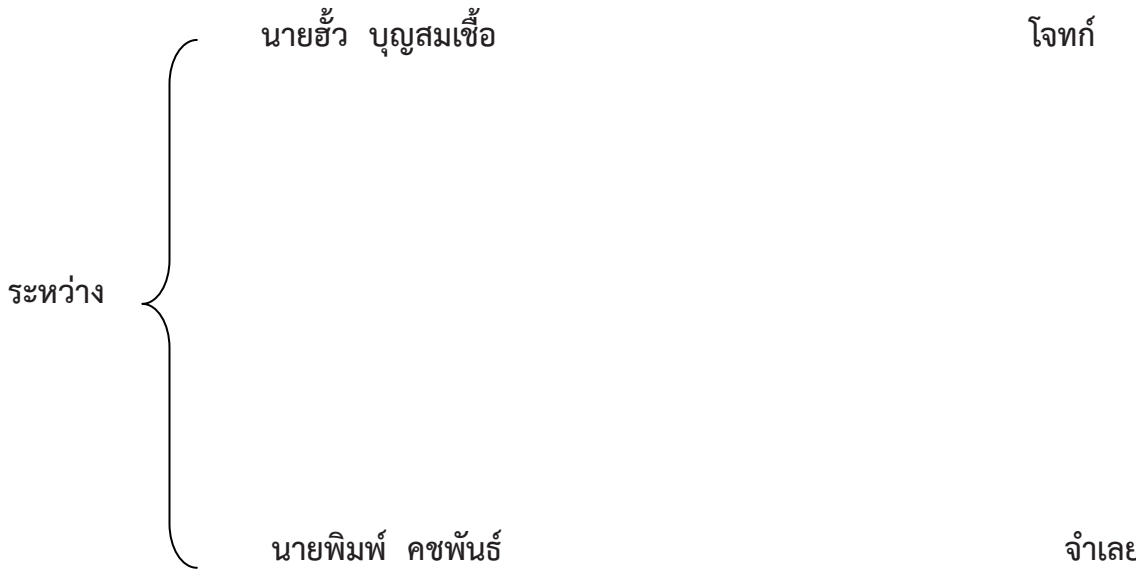 นายฮั้ว บุญสมเชื้อ โจทก์
ระหว่าง
นายพิมพ์ คชพันธ์ จำเลย